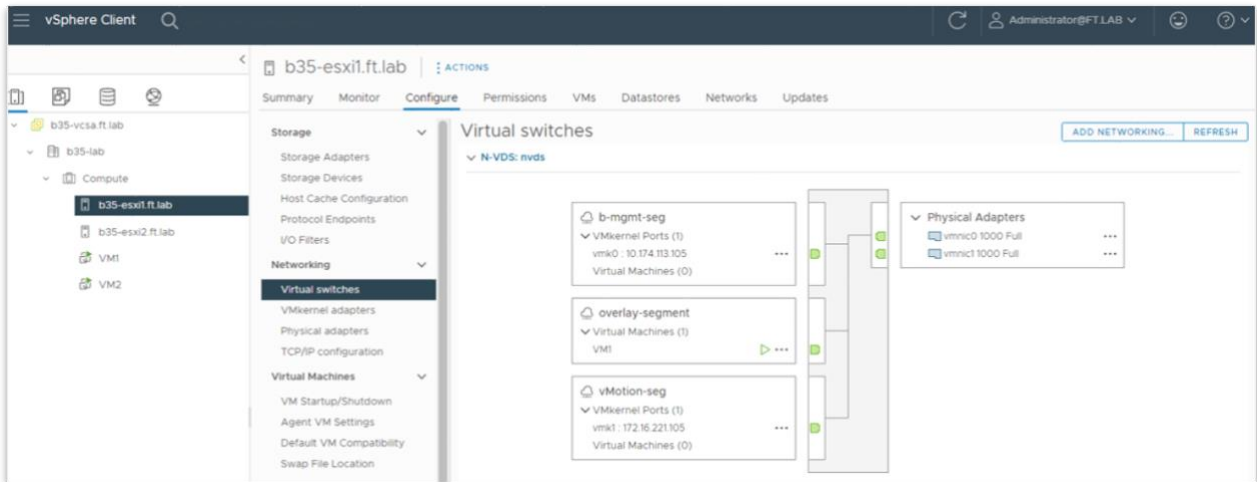 vSphere Client
Administrator@FT.LAB
b35-vcsa.ft.lab
b35-lab
Compute
b35-esxi1.ft.lab
b35-esxi2.ft.lab
VM1
VM2
b35-esxi1.ft.lab
ACTIONS
Summary Monitor Configure Permissions VMs Datastores Networks Updates
Storage
Storage Adapters
Storage Devices
Host Cache Configuration
Protocol Endpoints
I/O Filters
Networking
Virtual switches
VMkernel adapters
Physical adapters
TCP/IP configuration
Virtual Machines
VM Startup/Shutdown
Agent VM Settings
Default VM Compatibility
Swap File Location
Virtual switches
ADD NETWORKING... REFRESH
N-VDS: nvds
b-mgmt-seg
VMkernel Ports (1)
vmk0 : 10.174.113.105 ...
Virtual Machines (0)
overlay-segment
Virtual Machines (1)
VM1 ...
vMotion-seg
VMkernel Ports (1)
vmk1 : 172.16.221.105 ...
Virtual Machines (0)
Physical Adapters
vmnic0 1000 Full ...
vmnic1 1000 Full ...